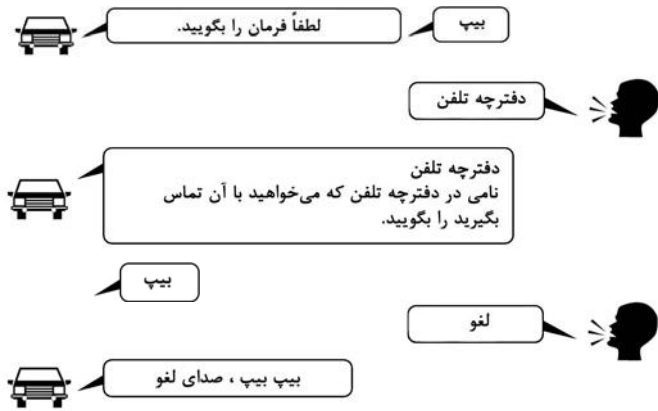 لطفاً فرمان را بگویید.
بیپ
دفترچه تلفن
دفترچه تلفن
نامی در دفترچه تلفن که می‌خواهید با آن تماس
بگیرید را بگویید.
بیپ
لغو
بیپ بیپ ، صدای لغو